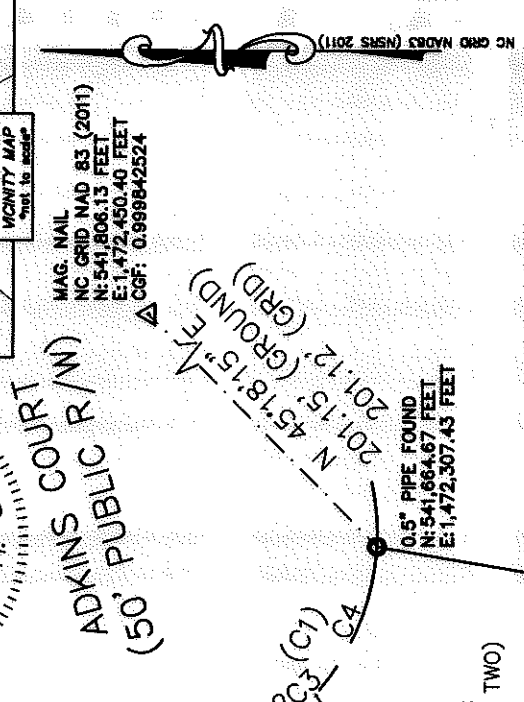 VICINITY MAP
*not to scale*
NC GRID NAD83 (NSRS 2011)
MAG. NAIL
NC GRID NAD 83 (2011)
N: 541,806.13 FEET
E: 1,472,450.40 FEET
CGF: 0.999842524
ADKINS COURT
(50' PUBLIC R/W)
N 45°18'15" E
201.15' (GROUND)
201.12' (GRID)
0.5" PIPE FOUND
N: 541,664.67 FEET
E: 1,472,307.43 FEET
C3 (C1)
C4
TWO)